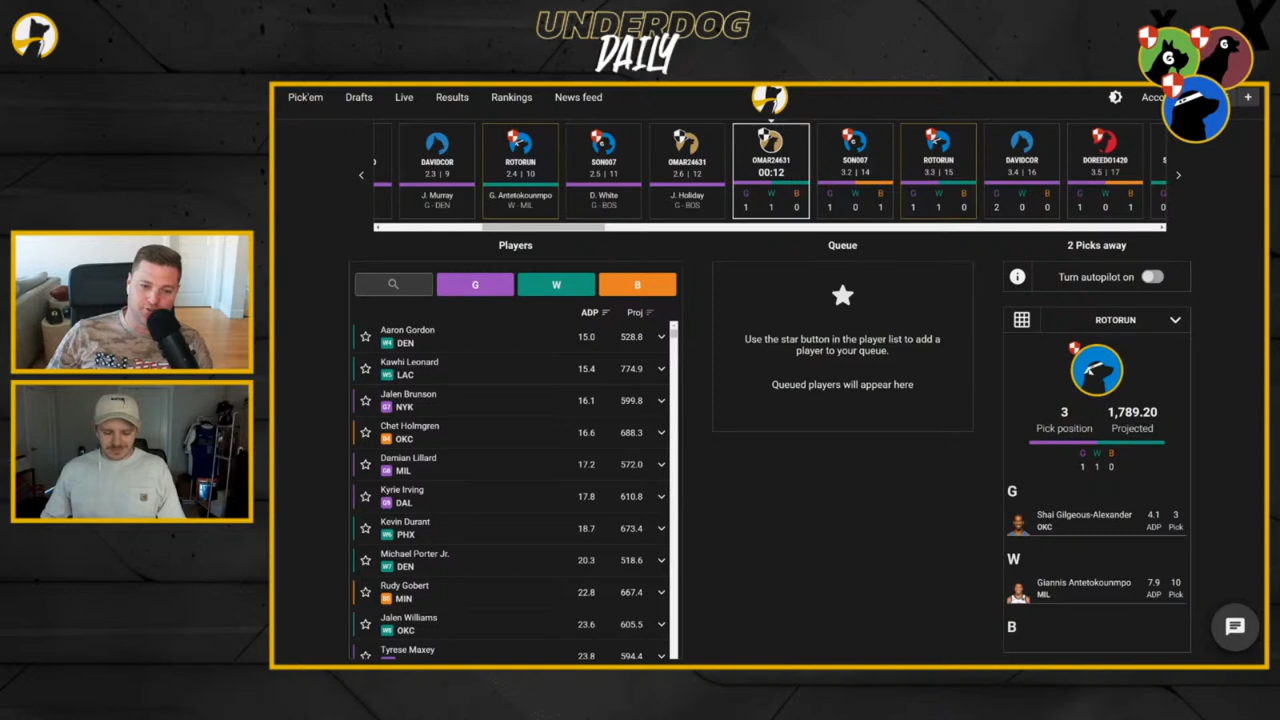 UNDERDOG
DAILY
G
G
Pick'em Drafts Live Results Rankings News feed
+
DAVIDCOR
2.3 | 9
J. Murray
G - DEN
ROTORUN
2.4 | 10
G. Antetokounmpo
W - MIL
SON007
2.5 | 11
D. White
G - BOS
OMAR24631
2.6 | 12
J. Holiday
G - BOS
OMAR24631
00:12
G W B
1 1 0
SON007
3.2 | 14
G W B
1 0 1
ROTORUN
3.3 | 15
G W B
1 1 0
DAVIDCOR
3.4 | 16
G W B
2 0 0
DOREEDO1420
3.5 | 17
G W B
1 0 1
Players
Queue
2 Picks away
G W B
ADP Proj
Aaron Gordon
W4 DEN
15.0 528.8
Kawhi Leonard
W5 LAC
15.4 774.9
Jalen Brunson
G7 NYK
16.1 599.8
Chet Holmgren
OKC
16.6 688.3
Damian Lillard
G8 MIL
17.2 572.0
Kyrie Irving
G9 DAL
17.8 610.8
Kevin Durant
W6 PHX
18.7 673.4
Michael Porter Jr.
W7 DEN
20.3 518.6
Rudy Gobert
MIN
22.8 667.4
Jalen Williams
W8 OKC
23.6 605.5
Tyrese Maxey
23.8 594.4
Use the star button in the player list to add a
player to your queue.
Queued players will appear here
Turn autopilot on
ROTORUN
3 1,789.20
Pick position Projected
G W B
1 1 0
G
Shai Gilgeous-Alexander 4.1 3
OKC ADP Pick
W
Giannis Antetokounmpo 7.9 10
MIL ADP Pick
B